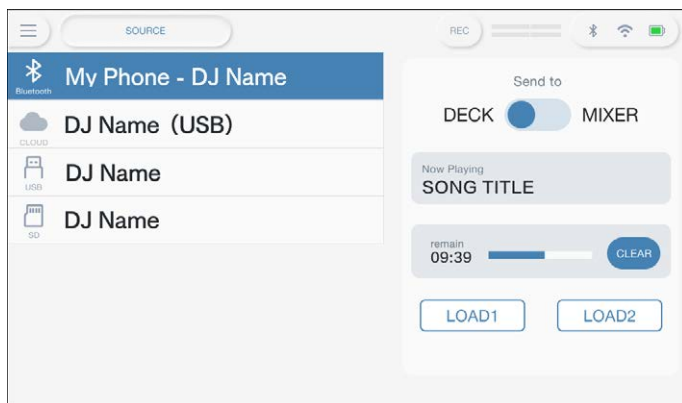 SOURCE
REC
Bluetooth
My Phone - DJ Name
CLOUD
DJ Name (USB)
USB
DJ Name
SD
DJ Name
Send to
DECK MIXER
Now Playing
SONG TITLE
remain
09:39
CLEAR
LOAD1 LOAD2